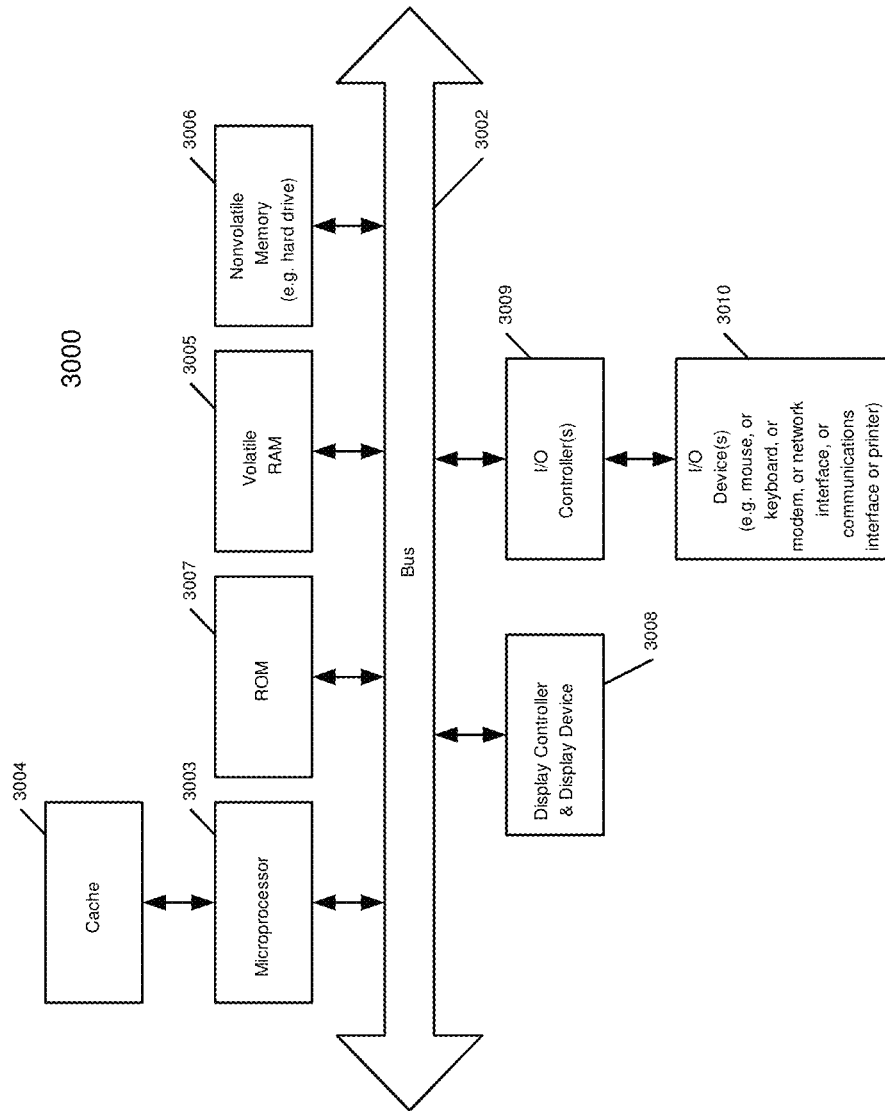 3000
3004
Cache
3003
Microprocessor
3007
ROM
3005
Volatile
RAM
3006
Nonvolatile
Memory
(e.g. hard drive)
Bus
3002
Display Controller
& Display Device
3008
I/O
Controller(s)
3009
I/O
Device(s)
(e.g. mouse, or
keyboard, or
modem, or network
interface, or
communications
interface or printer)
3010